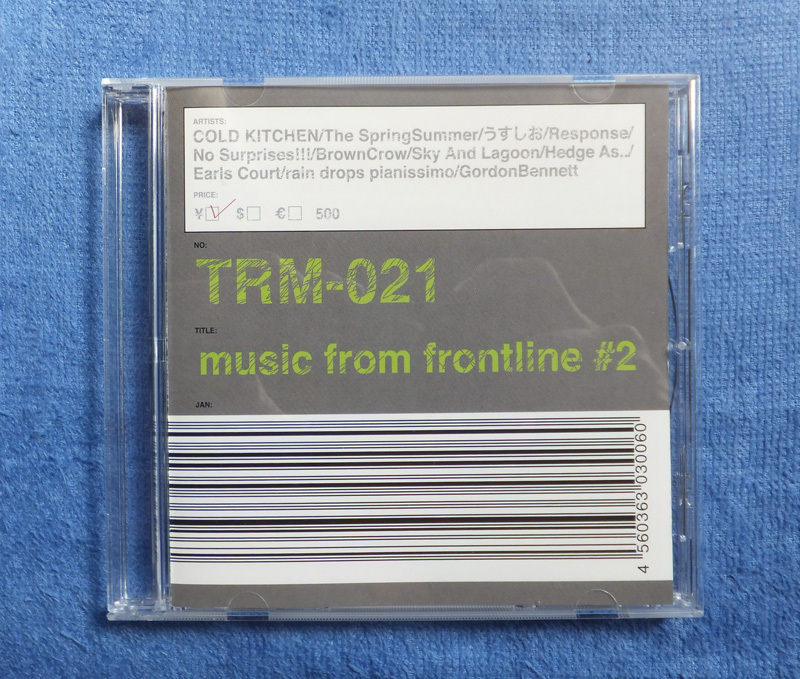 ARTISTS:
COLD KITCHEN/The SpringSummer/うすしお/Response/
No Surprises!!!/BrownCrow/Sky And Lagoon/Hedge As../
Earls Court/rain drops pianissimo/GordonBennett
PRICE:
¥☑ $☐ €☐ 500
NO:
TRM-021
TITLE:
music from frontline #2
JAN:
4 560363 030060